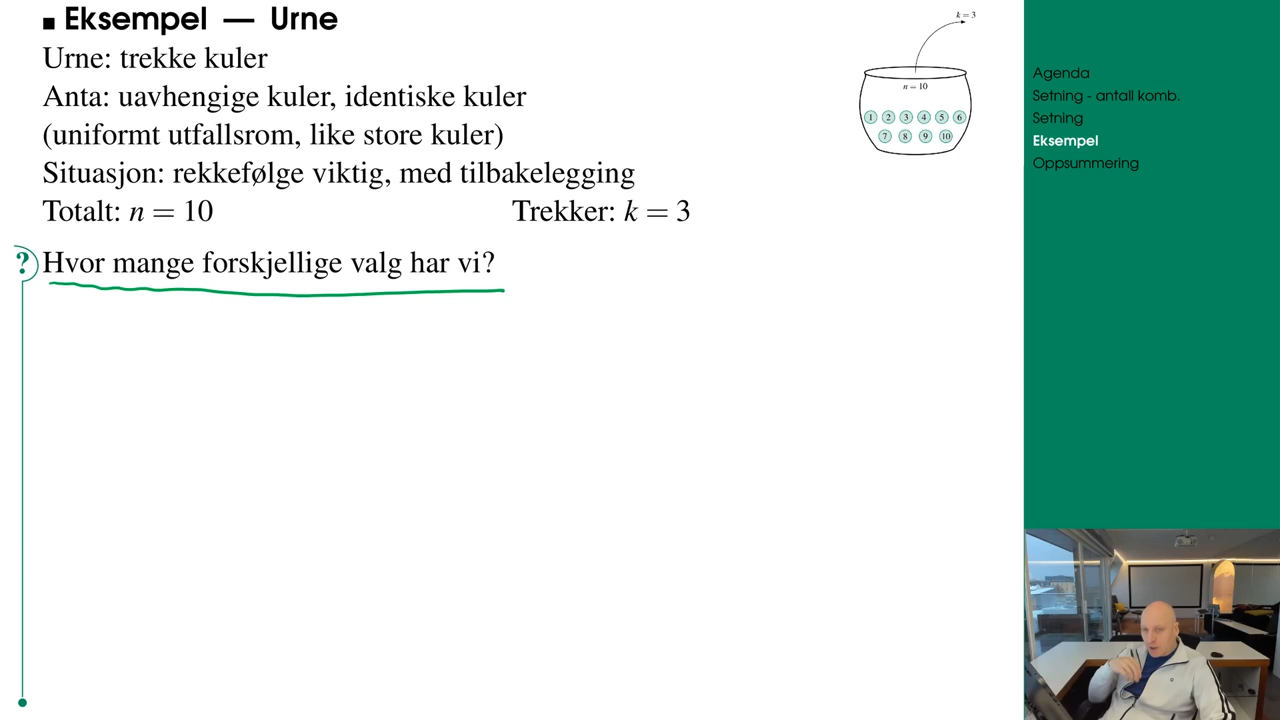 Eksempel — Urne
Urne: trekke kuler
Anta: uavhengige kuler, identiske kuler
(uniformt utfallsrom, like store kuler)
Situasjon: rekkefølge viktig, med tilbakelegging
Totalt: n = 10 Trekker: k = 3
? Hvor mange forskjellige valg har vi?
k = 3
n = 10
1 2 3 4 5 6
7 8 9 10
Agenda
Setning - antall komb.
Setning
Eksempel
Oppsummering